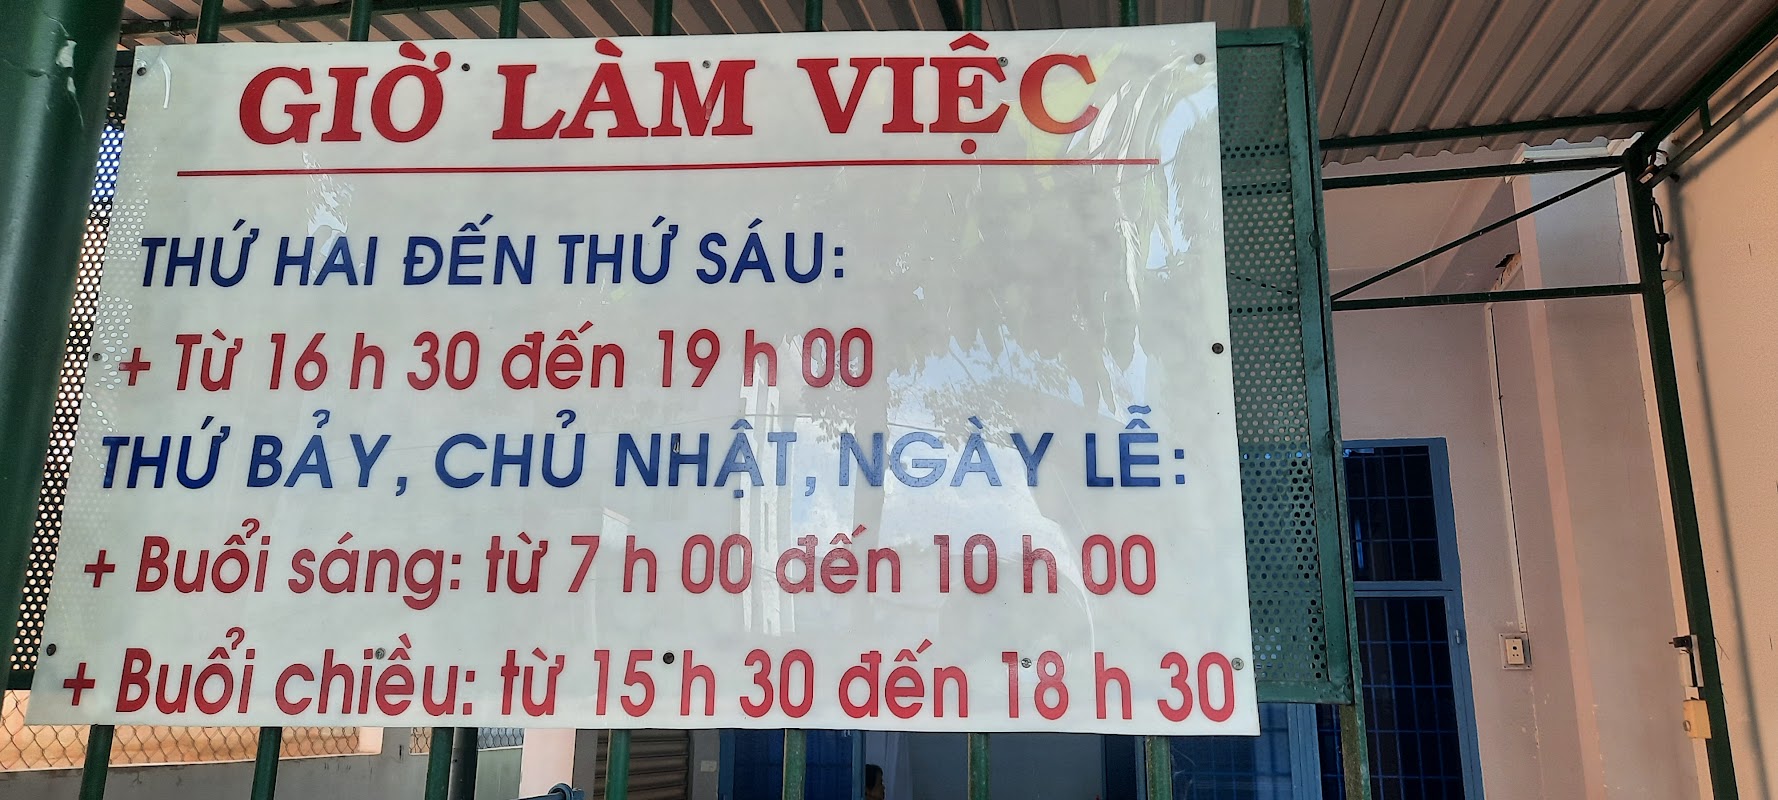 GIỜ LÀM VIỆC
THỨ HAI ĐẾN THỨ SÁU:
+ Từ 16 h 30 đến 19 h 00
THỨ BẢY, CHỦ NHẬT, NGÀY LỄ:
+ Buổi sáng: từ 7 h 00 đến 10 h 00
+ Buổi chiều: từ 15 h 30 đến 18 h 30